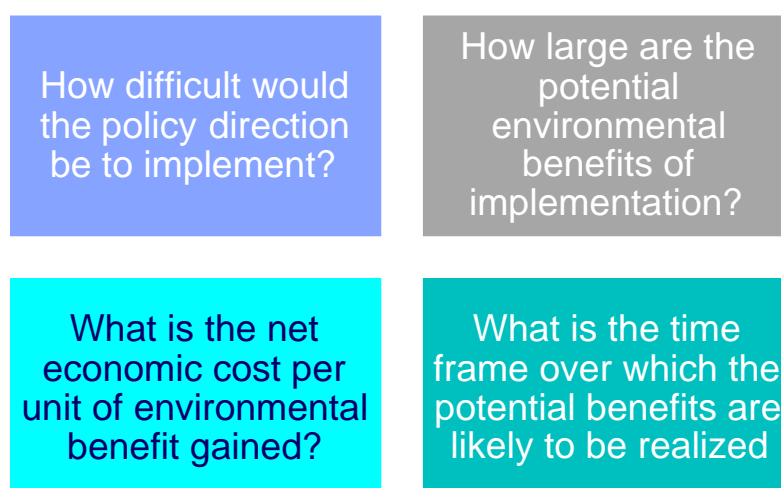 How difficult would
the policy direction
be to implement?
How large are the
potential
environmental
benefits of
implementation?
What is the net
economic cost per
unit of environmental
benefit gained?
What is the time
frame over which the
potential benefits are
likely to be realized